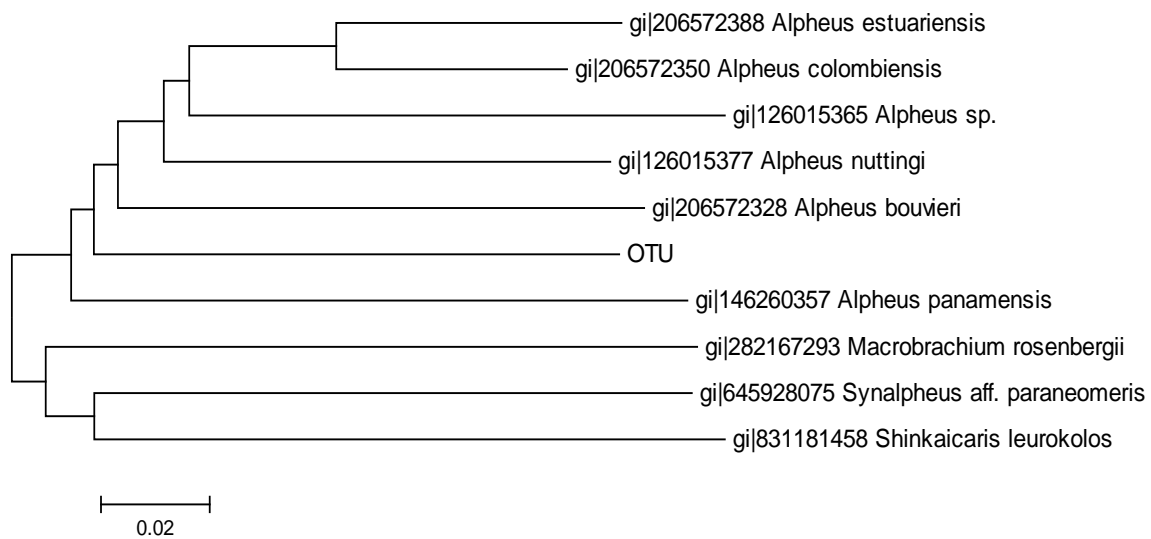 gi|206572388 Alpheus estuariensis
gi|206572350 Alpheus colombiensis
gi|126015365 Alpheus sp.
gi|126015377 Alpheus nuttingi
gi|206572328 Alpheus bouvieri
OTU
gi|146260357 Alpheus panamensis
gi|282167293 Macrobrachium rosenbergii
gi|645928075 Synalpheus aff. paraneomeris
gi|831181458 Shinkaicaris leurokolos
0.02